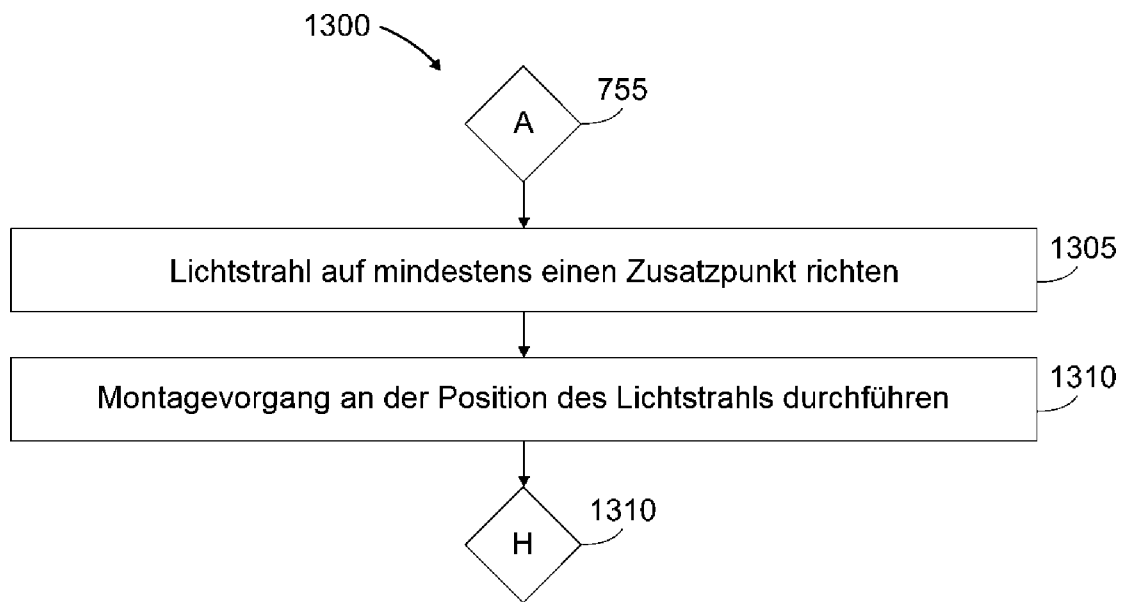 1300
755
A
1305
Lichtstrahl auf mindestens einen Zusatzpunkt richten
1310
Montagevorgang an der Position des Lichtstrahls durchführen
1310
H